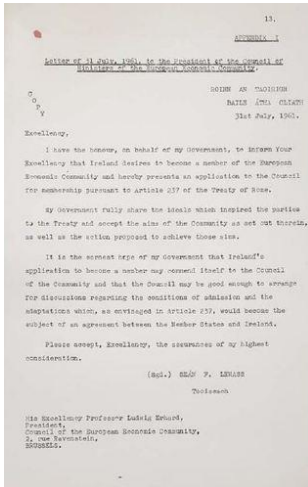 13.
APPENDIX I
Letter of 31 July, 1961, to the President of the Council of
Ministers of the European Economic Community.
COPY
ROINN AN TAOISIGH
BAILE ÁTHA CLIATH
31st July, 1961.
Excellency,
I have the honour, on behalf of my Government, to inform Your
Excellency that Ireland desires to become a member of the European
Economic Community and hereby presents an application to the Council
for membership pursuant to Article 237 of the Treaty of Rome.
My Government fully share the ideals which inspired the parties
to the Treaty and accept the aims of the Community as set out therein,
as well as the action proposed to achieve those aims.
It is the earnest hope of my Government that Ireland's
application to become a member may commend itself to the Council
of the Community and that the Council may be good enough to arrange
for discussions regarding the conditions of admission and the
adaptations which, as envisaged in Article 237, would become the
subject of an agreement between the Member States and Ireland.
Please accept, Excellency, the assurances of my highest
consideration.
(Sgd.) SEÁN F. LEMASS
Taoiseach
His Excellency Professor Ludwig Erhard,
President,
Council of the European Economic Community,
2, rue Ravenstein,
BRUSSELS.